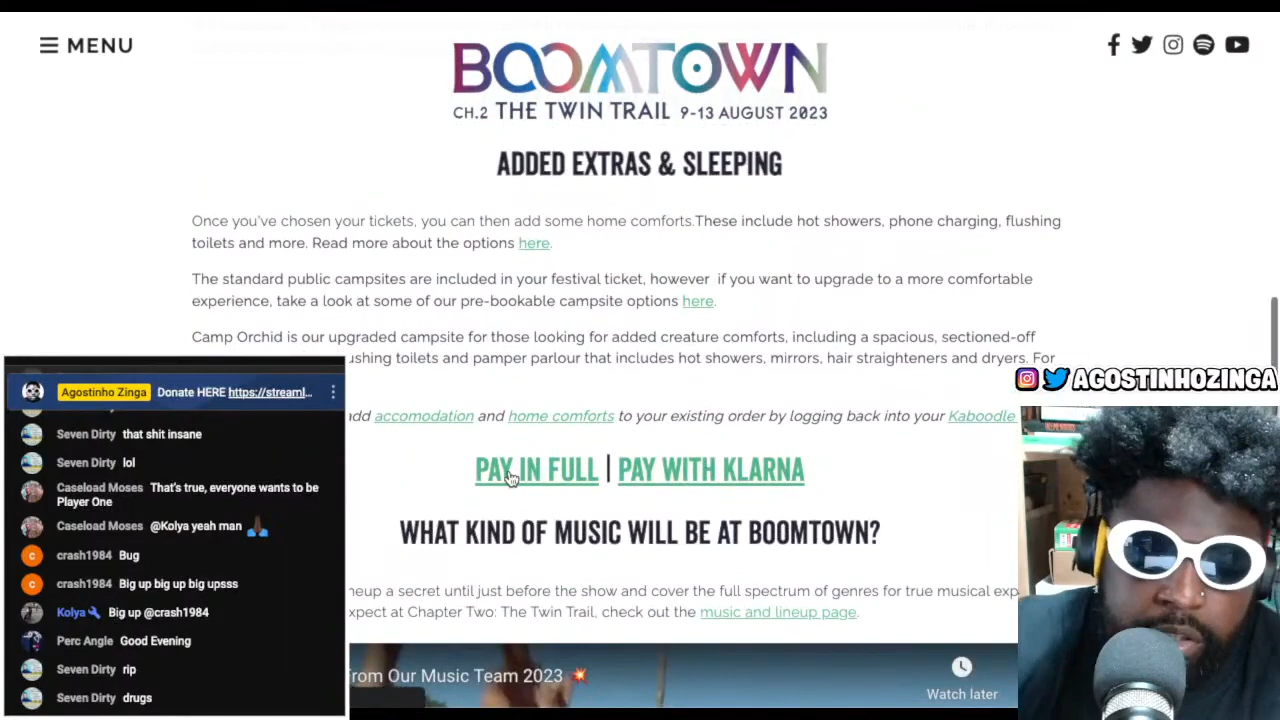 MENU
BOOMTOWN
CH.2 THE TWIN TRAIL 9-13 AUGUST 2023
ADDED EXTRAS & SLEEPING
Once you've chosen your tickets, you can then add some home comforts.These include hot showers, phone charging, flushing
toilets and more. Read more about the options here.
The standard public campsites are included in your festival ticket, however if you want to upgrade to a more comfortable
experience, take a look at some of our pre-bookable campsite options here.
Camp Orchid is our upgraded campsite for those looking for added creature comforts, including a spacious, sectioned-off
ushing toilets and pamper parlour that includes hot showers, mirrors, hair straighteners and dryers. For
add accomodation and home comforts to your existing order by logging back into your Kaboodle
PAY IN FULL | PAY WITH KLARNA
WHAT KIND OF MUSIC WILL BE AT BOOMTOWN?
neup a secret until just before the show and cover the full spectrum of genres for true musical exp
xpect at Chapter Two: The Twin Trail, check out the music and lineup page.
From Our Music Team 2023
Watch later
AGOSTINHOZINGA
Agostinho Zinga Donate HERE https://streaml...
Seven Dirty that shit insane
Seven Dirty lol
Caseload Moses That's true, everyone wants to be
Player One
Caseload Moses @Kolya yeah man
c crash1984 Bug
c crash1984 Big up big up big upsss
Kolya Big up @crash1984
Perc Angle Good Evening
Seven Dirty rip
Seven Dirty drugs